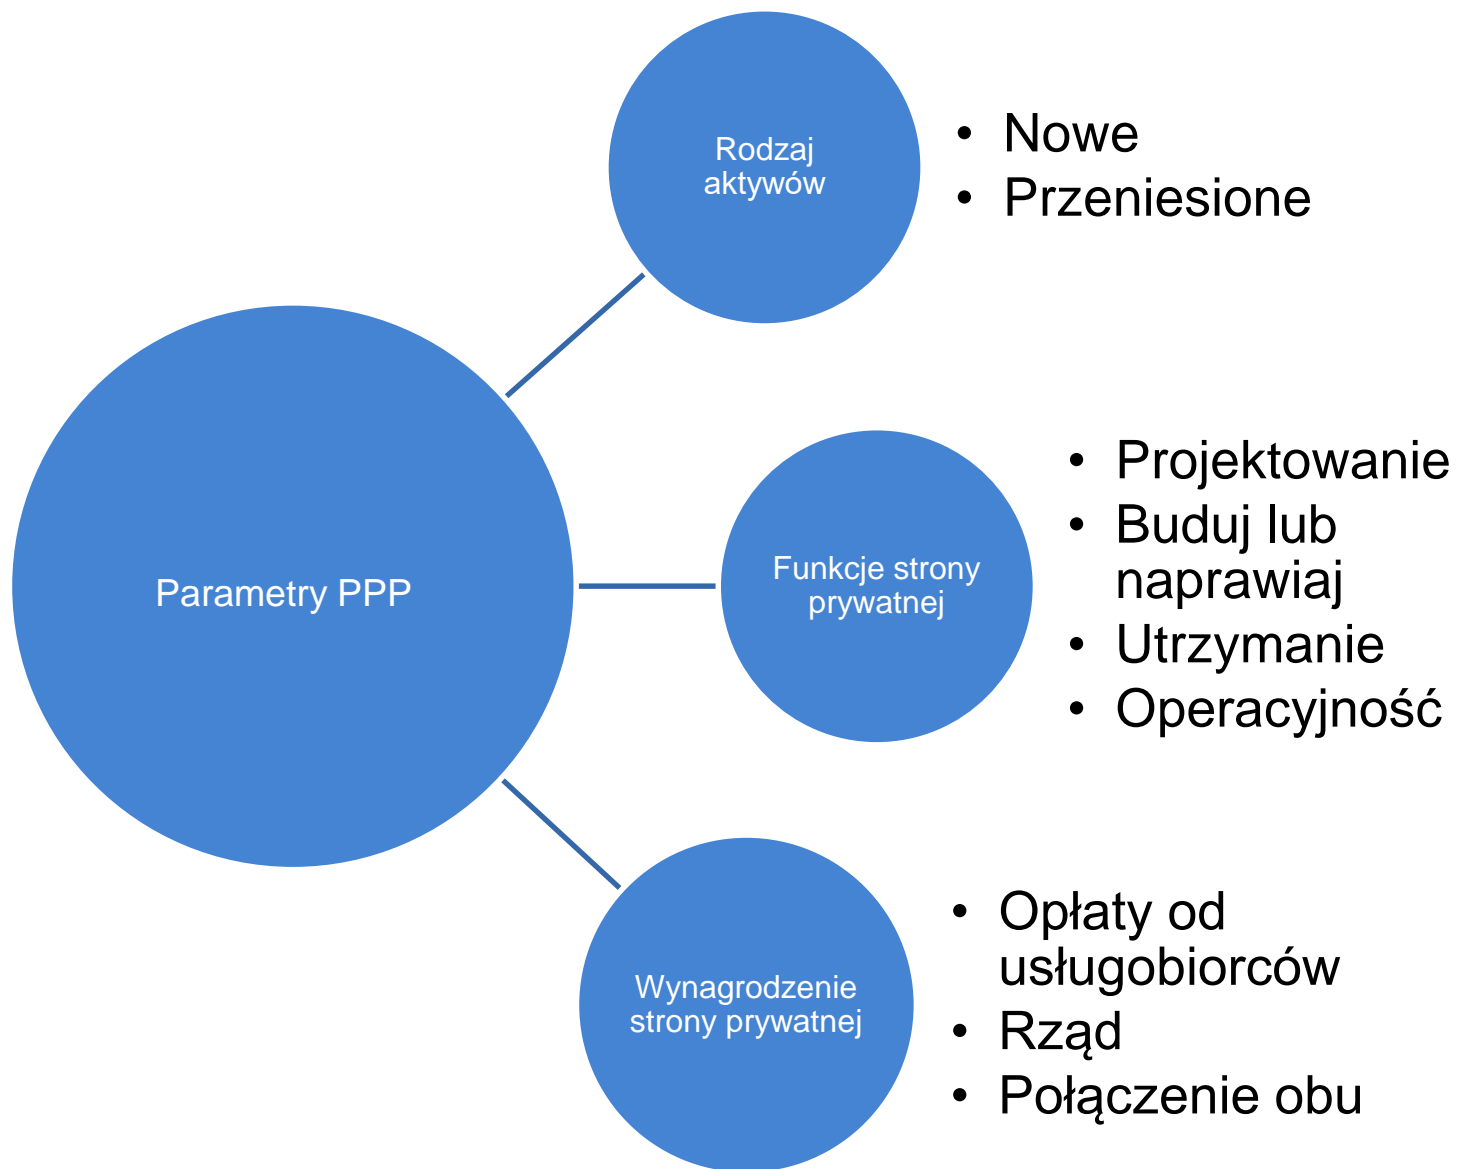 Rodzaj
aktywów
• Nowe
• Przeniesione
Parametry PPP
Funkcje strony
prywatnej
• Projektowanie
• Buduj lub
naprawiaj
• Utrzymanie
• Operacyjność
Wynagrodzenie
strony prywatnej
• Opłaty od
usługobiorców
• Rząd
• Połączenie obu